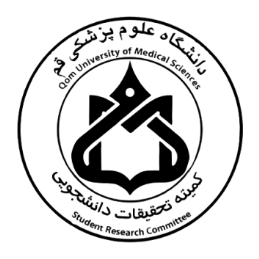 دانشگاه علوم پزشکی قم
Qom University of Medical Sciences
کمیته تحقیقات دانشجویی
Student Research Committee